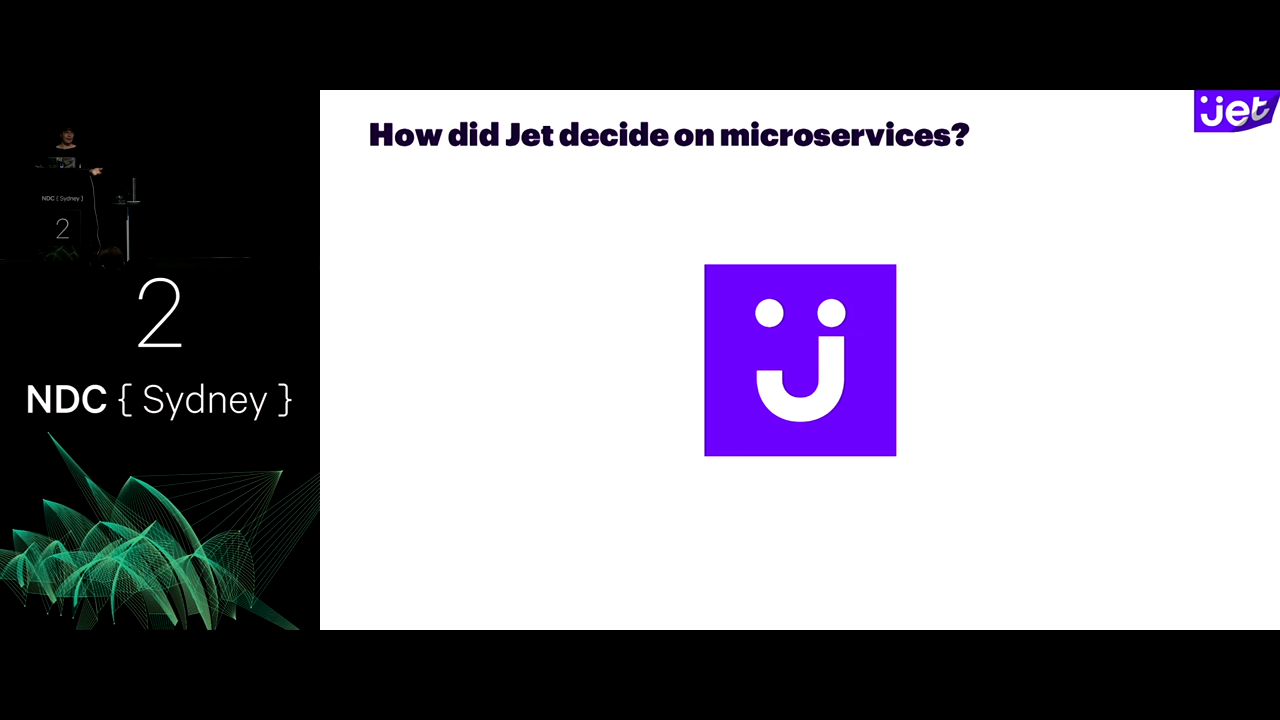 How did Jet decide on microservices?
jet
NDC { Sydney }
2
2
NDC { Sydney }